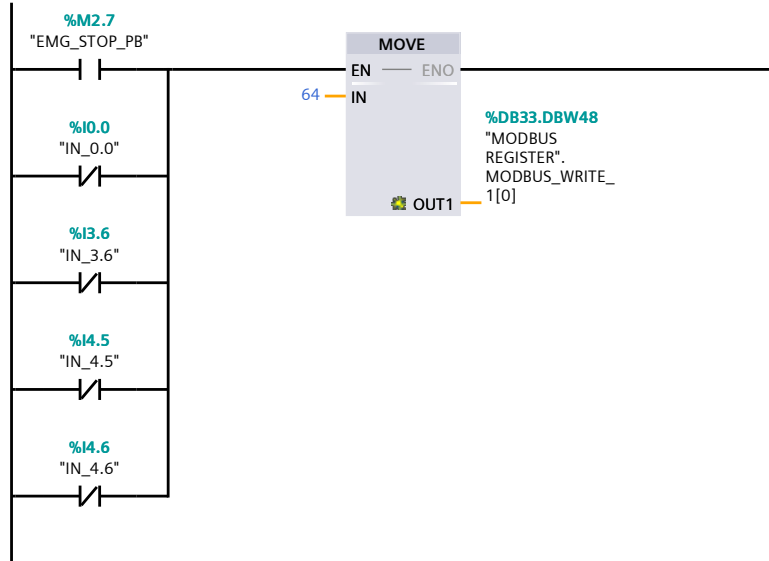 %M2.7
"EMG_STOP_PB"
MOVE
EN
ENO
64
IN
%I0.0
"IN_0.0"
%DB33.DBW48
"MODBUS
REGISTER".
MODBUS_WRITE_
1[0]
OUT1
%I3.6
"IN_3.6"
%I4.5
"IN_4.5"
%I4.6
"IN_4.6"